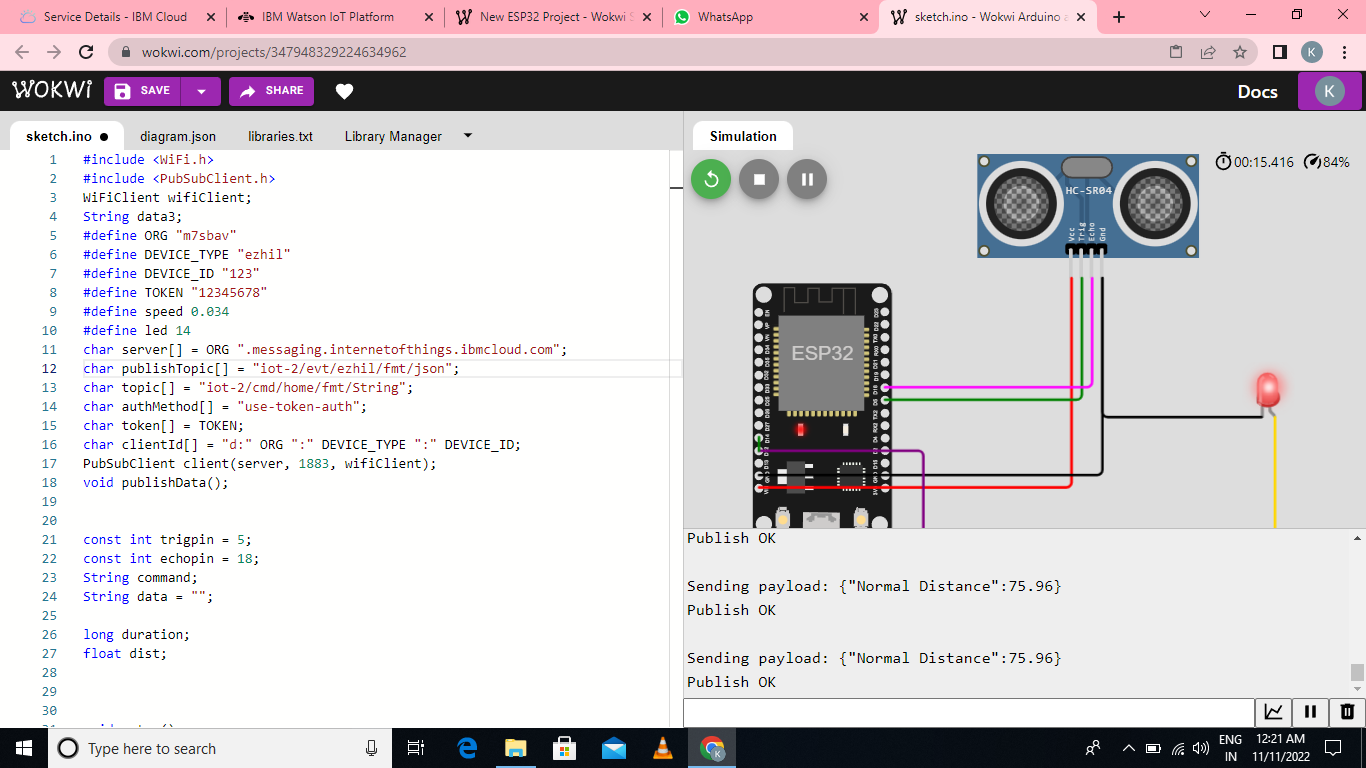 Service Details - IBM Cloud
IBM Watson IoT Platform
New ESP32 Project - Wokwi S
WhatsApp
sketch.ino - Wokwi Arduino a
wokwi.com/projects/347948329224634962
K
WOKWI
SAVE
SHARE
Docs
K
sketch.ino
diagram.json
libraries.txt
Library Manager
Simulation
1 #include <WiFi.h>
2 #include <PubSubClient.h>
3 WiFiClient wifiClient;
4 String data3;
5 #define ORG "m7sbav"
6 #define DEVICE_TYPE "ezhil"
7 #define DEVICE_ID "123"
8 #define TOKEN "12345678"
9 #define speed 0.034
10 #define led 14
11 char server[] = ORG ".messaging.internetofthings.ibmcloud.com";
12 char publishTopic[] = "iot-2/evt/ezhil/fmt/json";
13 char topic[] = "iot-2/cmd/home/fmt/String";
14 char authMethod[] = "use-token-auth";
15 char token[] = TOKEN;
16 char clientId[] = "d:" ORG ":" DEVICE_TYPE ":" DEVICE_ID;
17 PubSubClient client(server, 1883, wifiClient);
18 void publishData();
19
20
21 const int trigpin = 5;
22 const int echopin = 18;
23 String command;
24 String data = "";
25
26 long duration;
27 float dist;
28
29
30
00:15.416
84%
HC-SR04
Vcc
Trig
Echo
Gnd
ESP32
Publish OK
Sending payload: {"Normal Distance":75.96}
Publish OK
Sending payload: {"Normal Distance":75.96}
Publish OK
Type here to search
K
ENG
IN
12:21 AM
11/11/2022